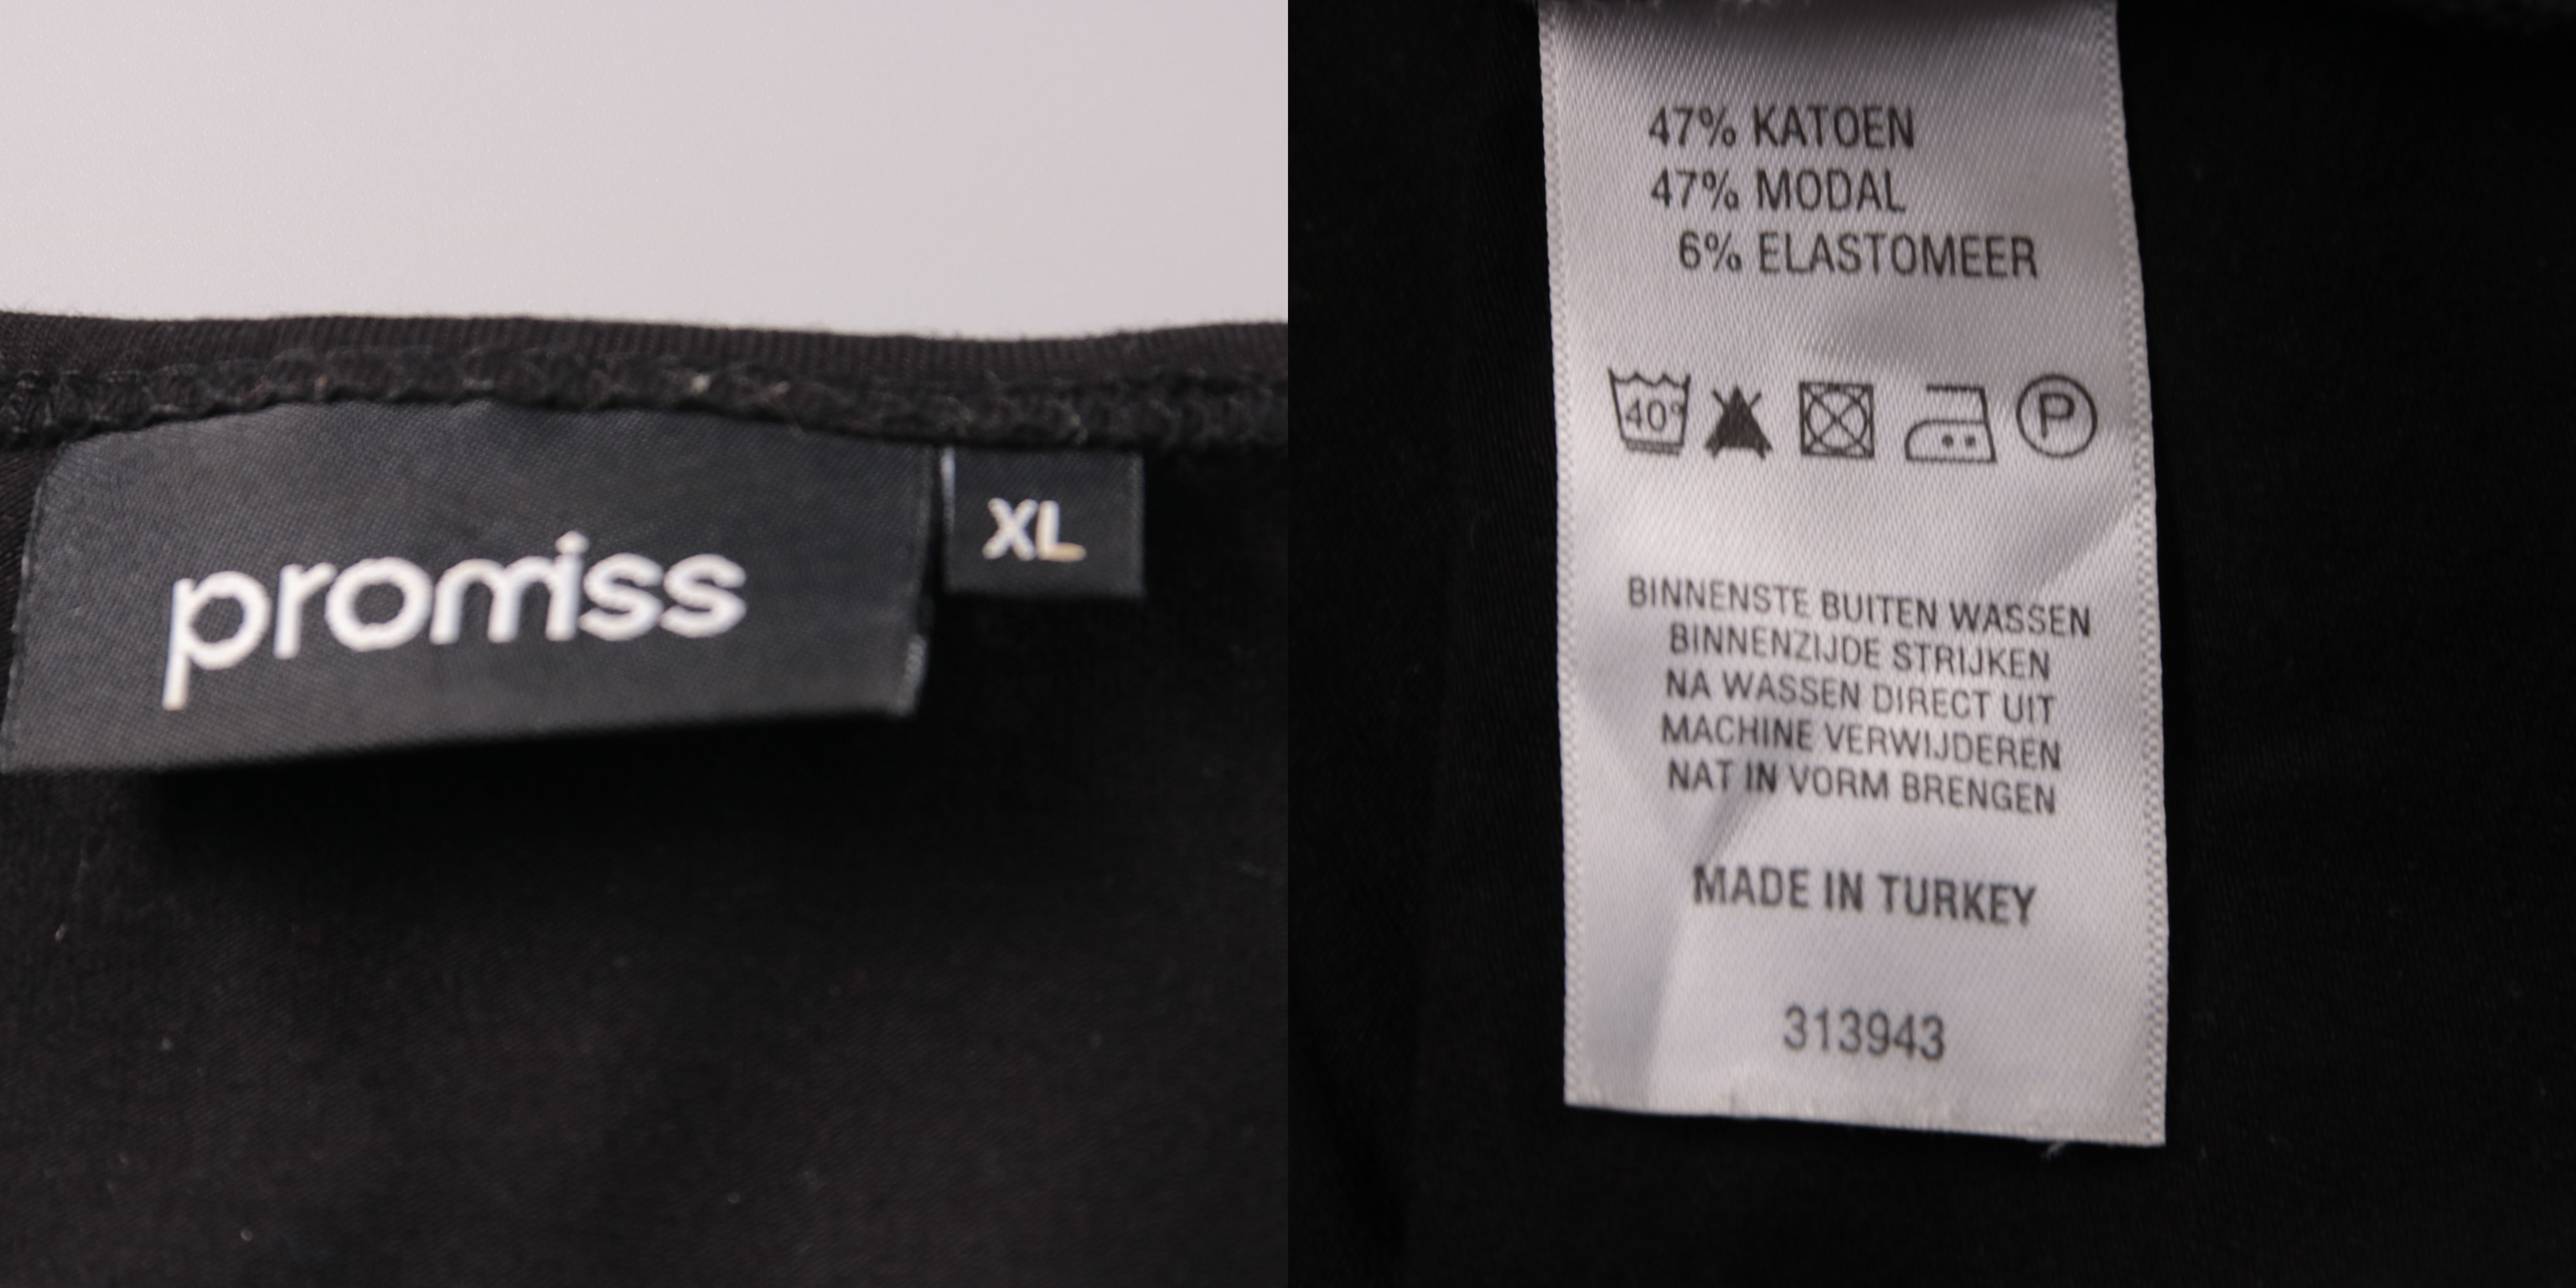 promiss
XL
47% KATOEN
47% MODAL
6% ELASTOMEER
40°
P
BINNENSTE BUITEN WASSEN
BINNENZIJDE STRIJKEN
NA WASSEN DIRECT UIT
MACHINE VERWIJDEREN
NAT IN VORM BRENGEN
MADE IN TURKEY
313943